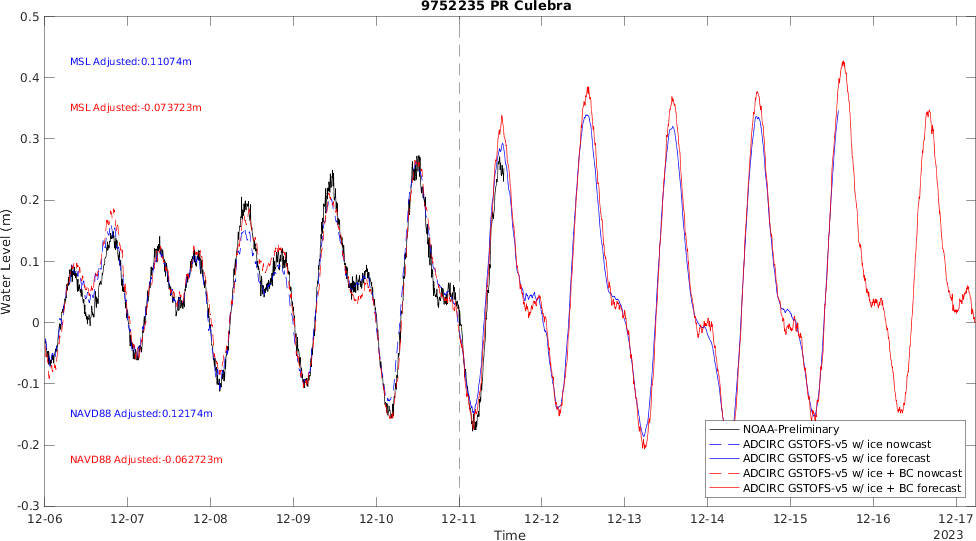 9752235 PR Culebra
0.5
0.4
0.3
0.2
0.1
0
-0.1
-0.2
-0.3
Water Level (m)
MSL Adjusted:0.11074m
MSL Adjusted:-0.073723m
NAVD88 Adjusted:0.12174m
NAVD88 Adjusted:-0.062723m
NOAA-Preliminary
ADCIRC GSTOFS-v5 w/ ice nowcast
ADCIRC GSTOFS-v5 w/ ice forecast
ADCIRC GSTOFS-v5 w/ ice + BC nowcast
ADCIRC GSTOFS-v5 w/ ice + BC forecast
12-06 12-07 12-08 12-09 12-10 12-11 12-12 12-13 12-14 12-15 12-16 12-17
Time
2023